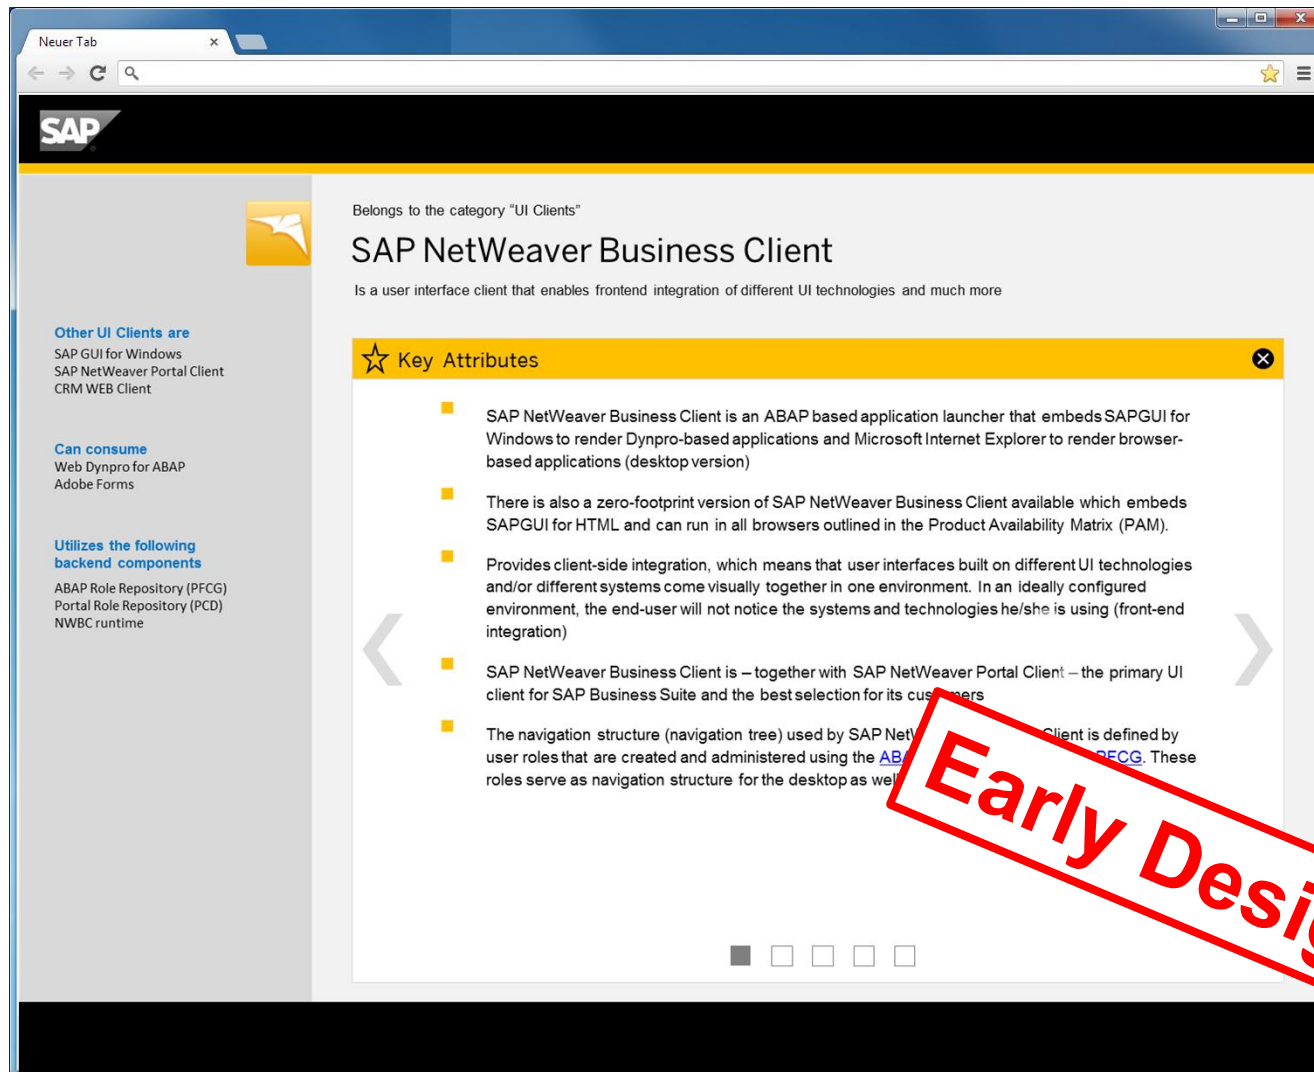 Neuer Tab
SAP
Belongs to the category “UI Clients”
SAP NetWeaver Business Client
Is a user interface client that enables frontend integration of different UI technologies and much more
Other UI Clients are
SAP GUI for Windows
SAP NetWeaver Portal Client
CRM WEB Client
Can consume
Web Dynpro for ABAP
Adobe Forms
Utilizes the following
backend components
ABAP Role Repository (PFCG)
Portal Role Repository (PCD)
NWBC runtime
Key Attributes
SAP NetWeaver Business Client is an ABAP based application launcher that embeds SAPGUI for
Windows to render Dynpro-based applications and Microsoft Internet Explorer to render browser-
based applications (desktop version)
There is also a zero-footprint version of SAP NetWeaver Business Client available which embeds
SAPGUI for HTML and can run in all browsers outlined in the Product Availability Matrix (PAM).
Provides client-side integration, which means that user interfaces built on different UI technologies
and/or different systems come visually together in one environment. In an ideally configured
environment, the end-user will not notice the systems and technologies he/she is using (front-end
integration)
SAP NetWeaver Business Client is – together with SAP NetWeaver Portal Client – the primary UI
client for SAP Business Suite and the best selection for its customers
The navigation structure (navigation tree) used by SAP Client is defined by
user roles that are created and administered using the PFCG. These
roles serve as navigation structure for the desktop as
Early